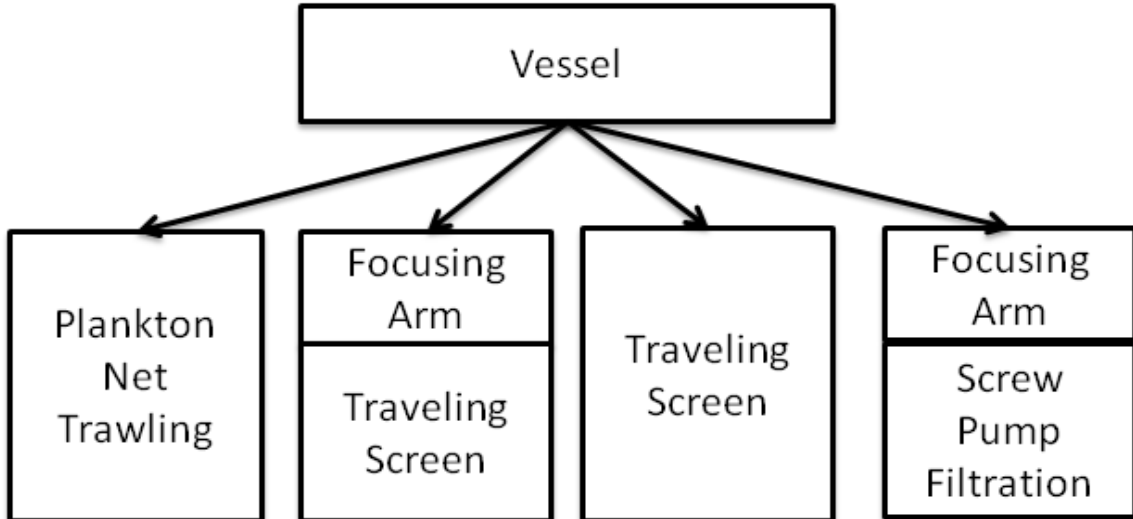 Vessel
Plankton
Net
Trawling
Focusing
Arm
Traveling
Screen
Traveling
Screen
Focusing
Arm
Screw
Pump
Filtration